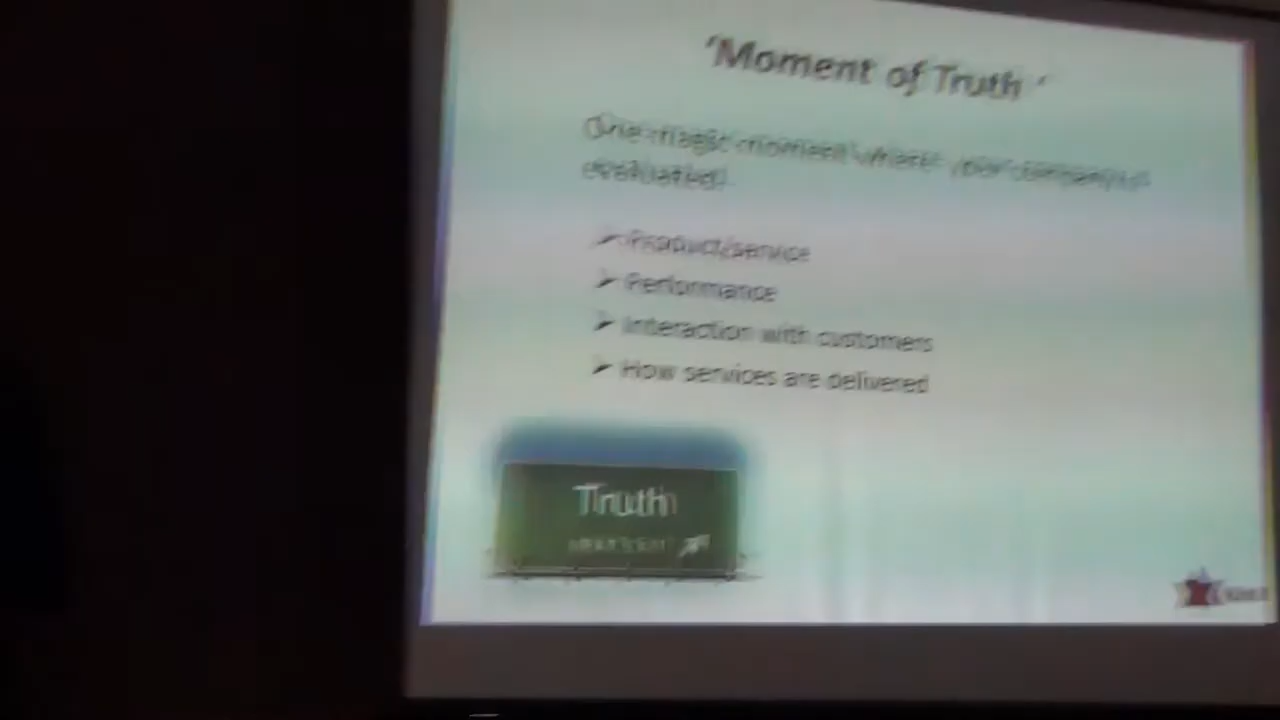 'Moment of Truth '
One magic moment where your company is
evaluated.
➢ Product/service
➢ Performance
➢ Interaction with customers
➢ How services are delivered
Truth